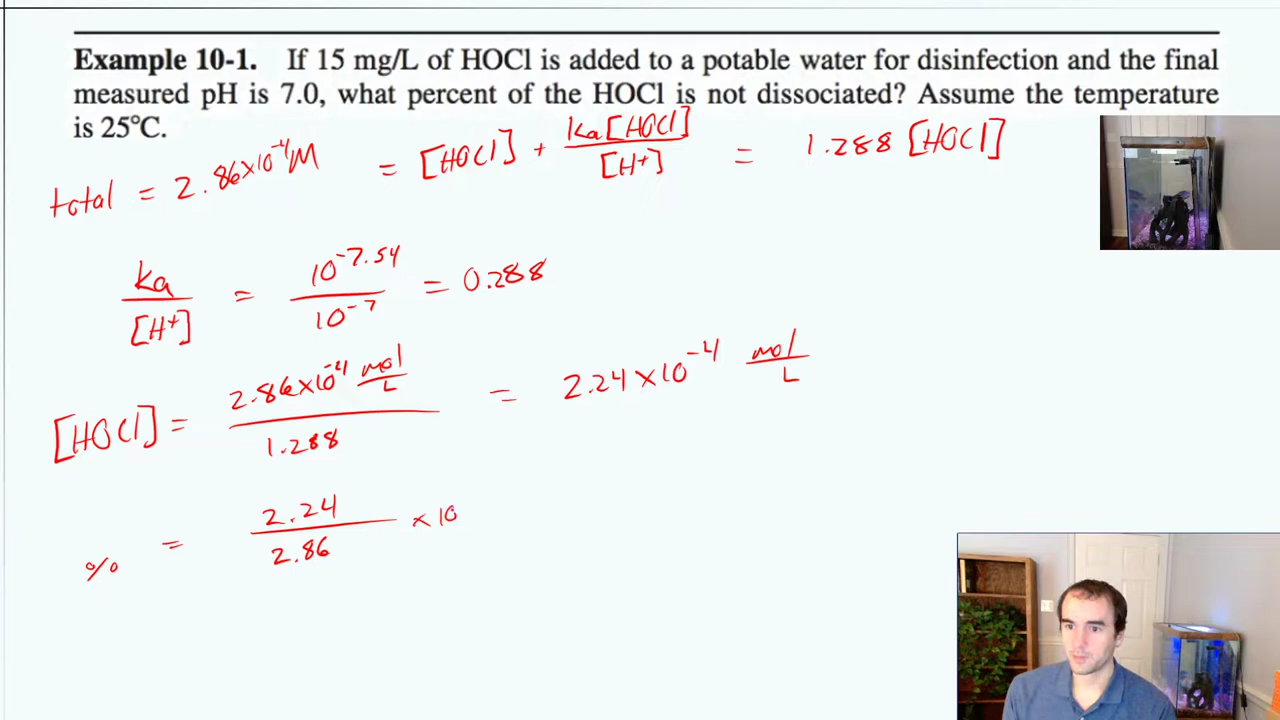 Example 10-1. If 15 mg/L of HOCl is added to a potable water for disinfection and the final
measured pH is 7.0, what percent of the HOCl is not dissociated? Assume the temperature
is 25°C.
total = 2.86×10⁻⁴M = [HOCl] + ka[HOCl]/[H+] = 1.288 [HOCl]
ka/[H+] = 10⁻⁷·⁵⁴/10⁻⁷ = 0.288
[HOCl] = 2.86×10⁻⁴ mol/L / 1.288 = 2.24×10⁻⁴ mol/L
% = 2.24/2.86 × 10